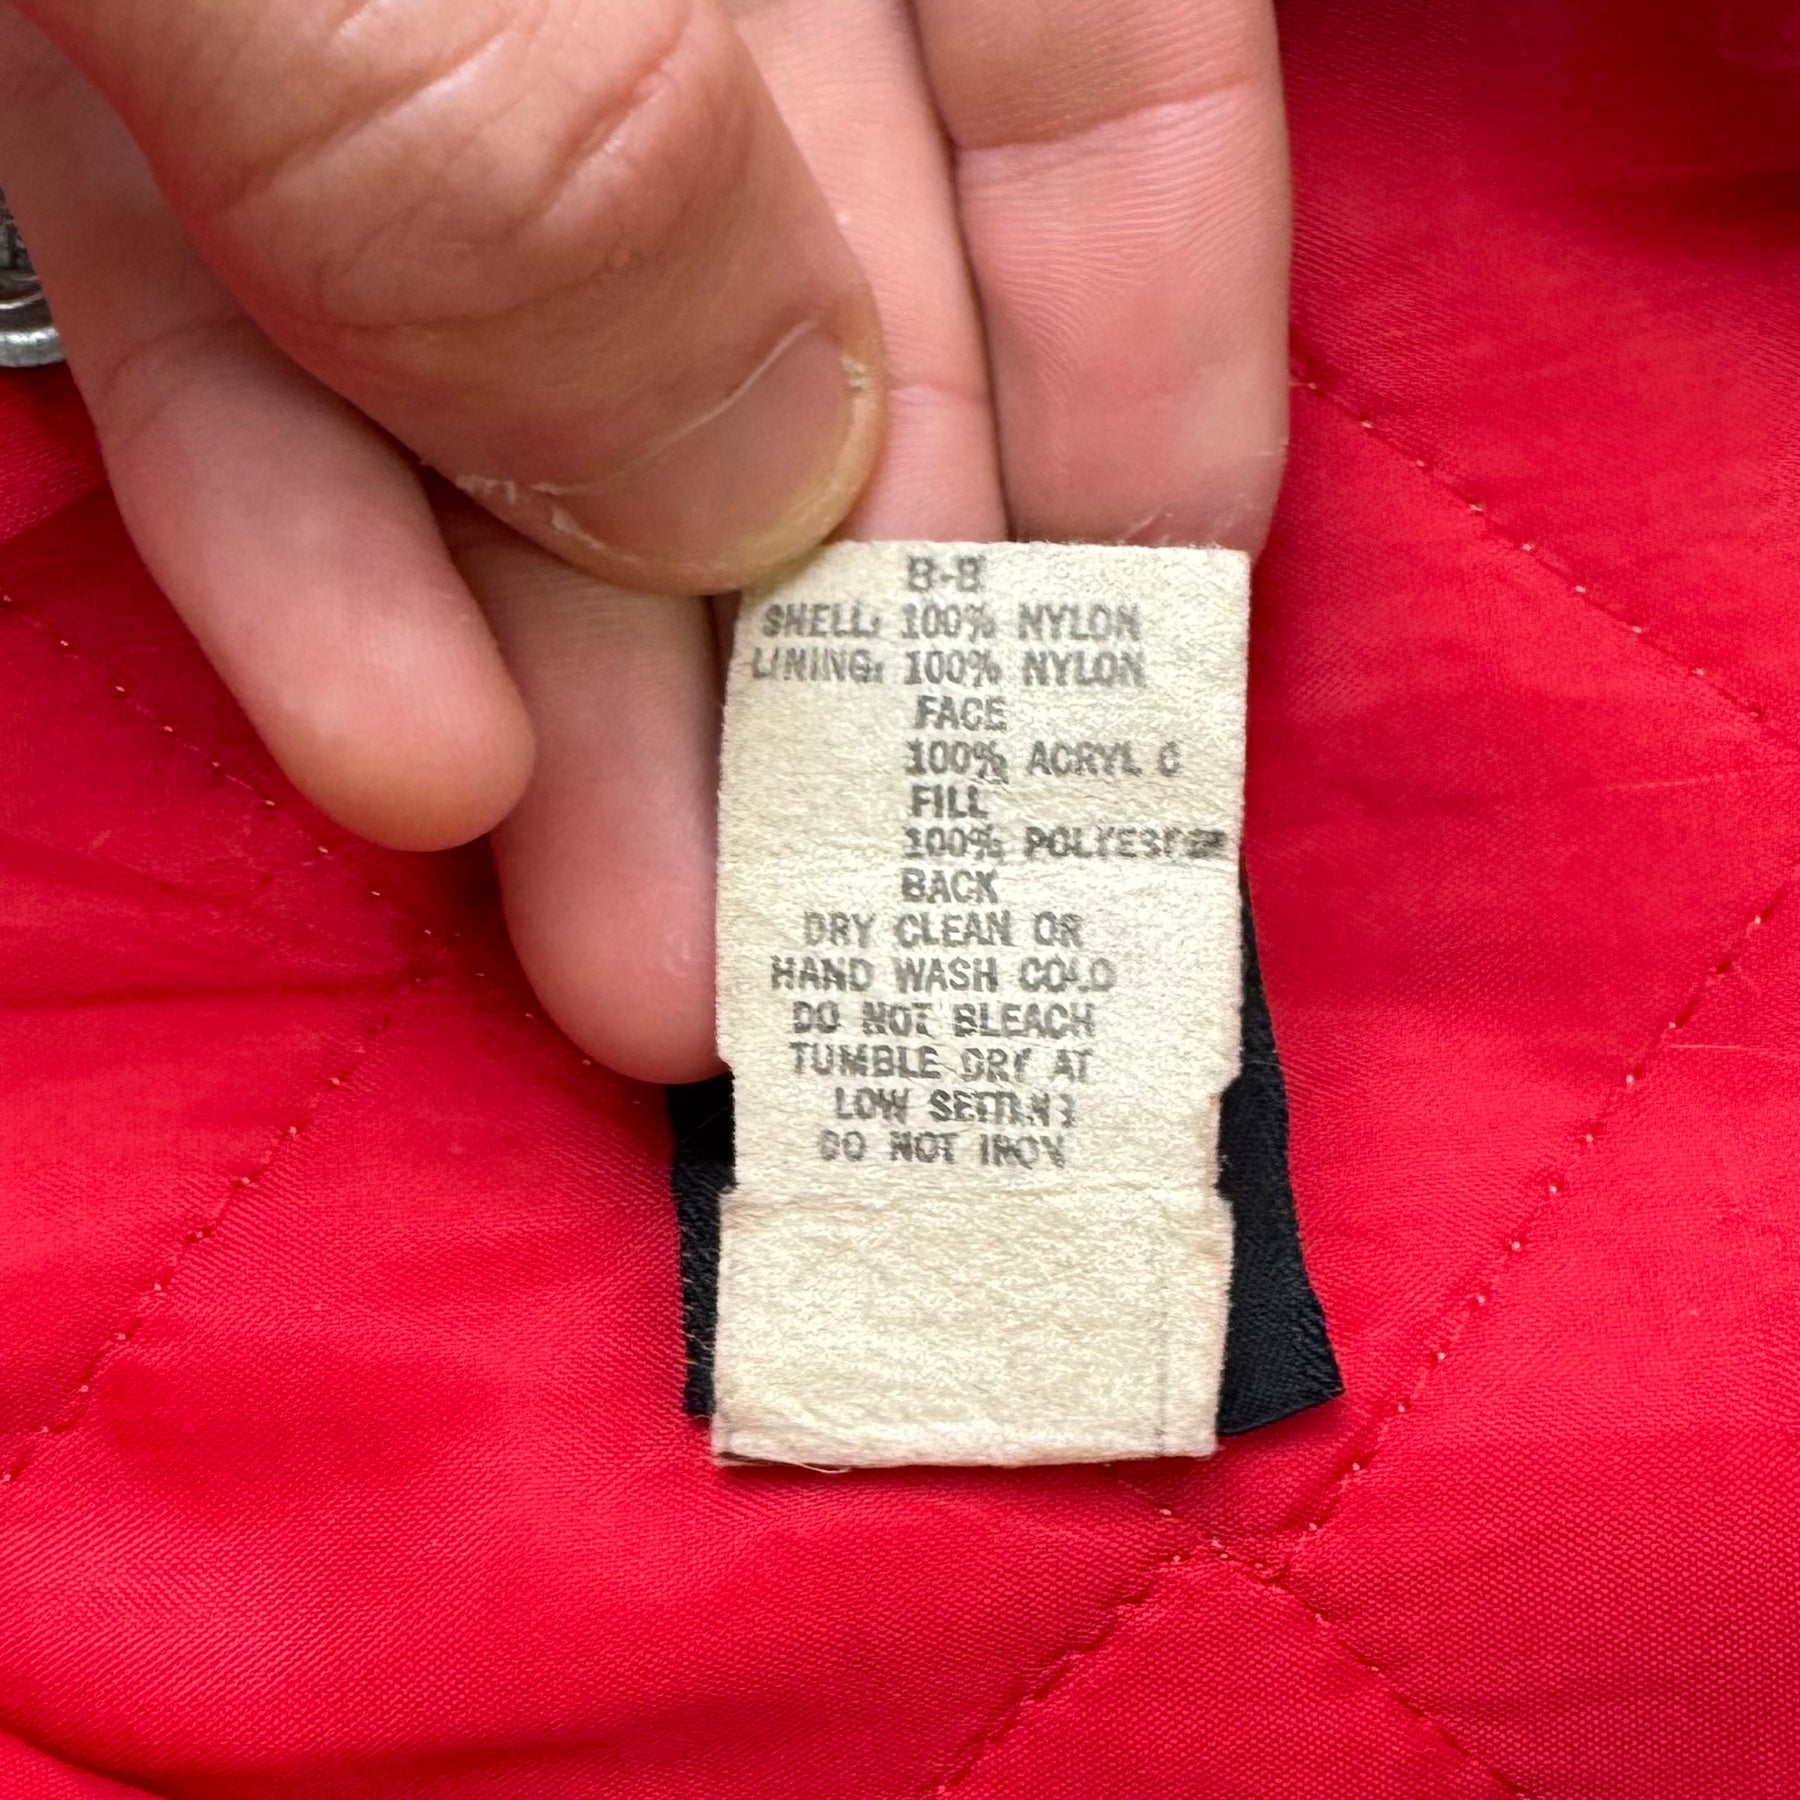 B-B
SHELL: 100% NYLON
LINING: 100% NYLON
FACE
100% ACRYL C
FILL
100% POLYESTER
BACK
DRY CLEAN OR
HAND WASH COLD
DO NOT BLEACH
TUMBLE DRY AT
LOW SETTING
DO NOT IRON